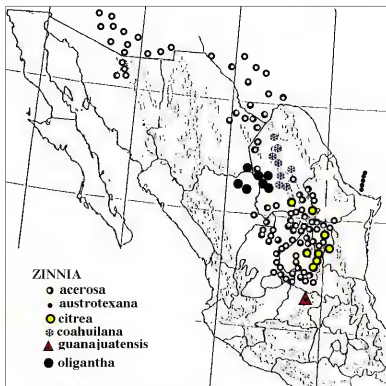 ZINNIA
acerosa
austrotexana
citrea
coahuilana
guanajuatensis
oligantha